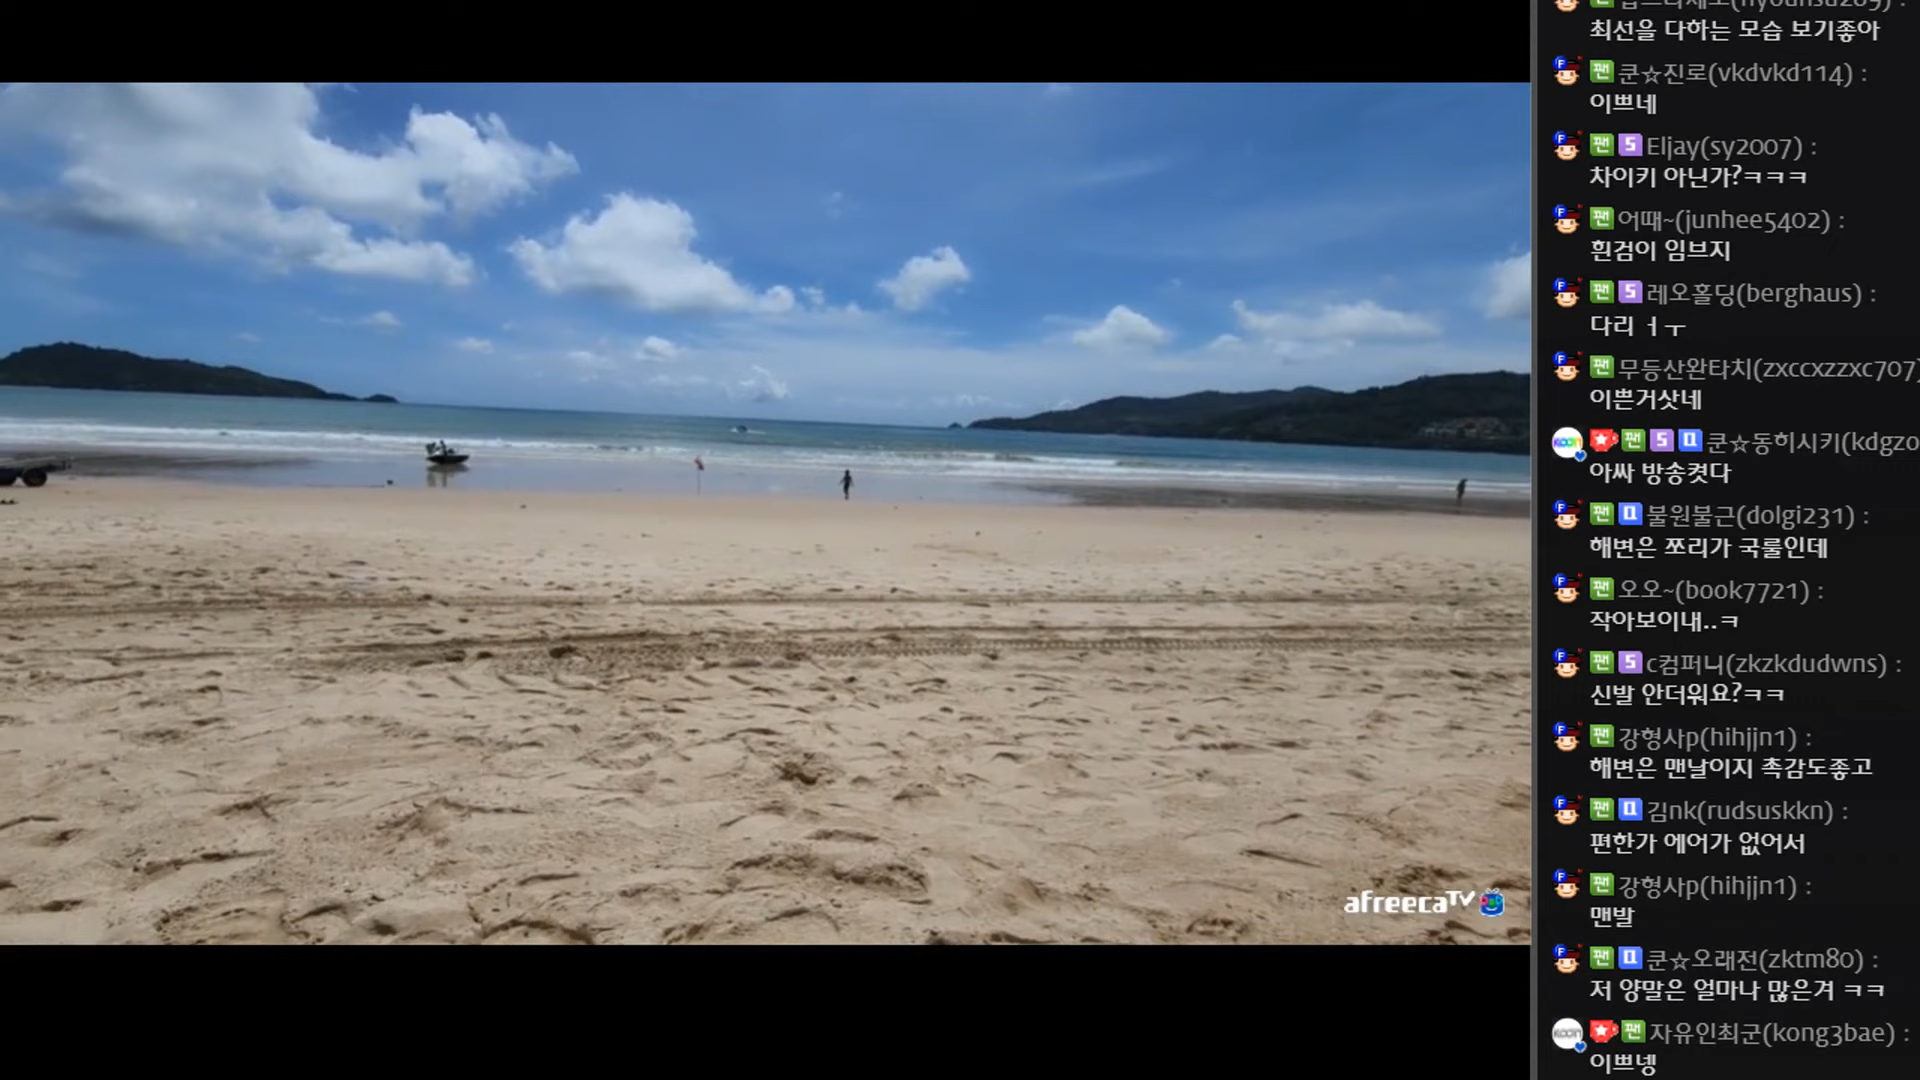 최선을 다하는 모습 보기좋아
팬 쿤☆진로(vkdvkd114) :
이쁘네
팬 S Eljay(sy2007) :
차이키 아닌가?ㅋㅋㅋ
팬 어때~(junhee5402) :
흰검이 임브지
팬 S 레오홀딩(berghaus) :
다리 ㅓㅜ
팬 무등산완타치(zxccxzzxc707)
이쁜거삿네
팬 S Q 쿤☆동히시키(kdgzo
아싸 방송켯다
팬 Q 불원불근(dolgi231) :
해변은 쪼리가 국룰인데
팬 오오~(book7721) :
작아보이내..ㅋ
팬 S c컴퍼니(zkzkdudwns) :
신발 안더워요?ㅋㅋ
팬 강형사p(hihjjn1) :
해변은 맨날이지 촉감도좋고
팬 Q 김nk(rudsuskkn) :
편한가 에어가 없어서
팬 강형사p(hihjjn1) :
맨발
팬 Q 쿤☆오래전(zktm80) :
저 양말은 얼마나 많은겨 ㅋㅋ
팬 자유인최군(kong3bae) :
이쁘넹
afreecaTV